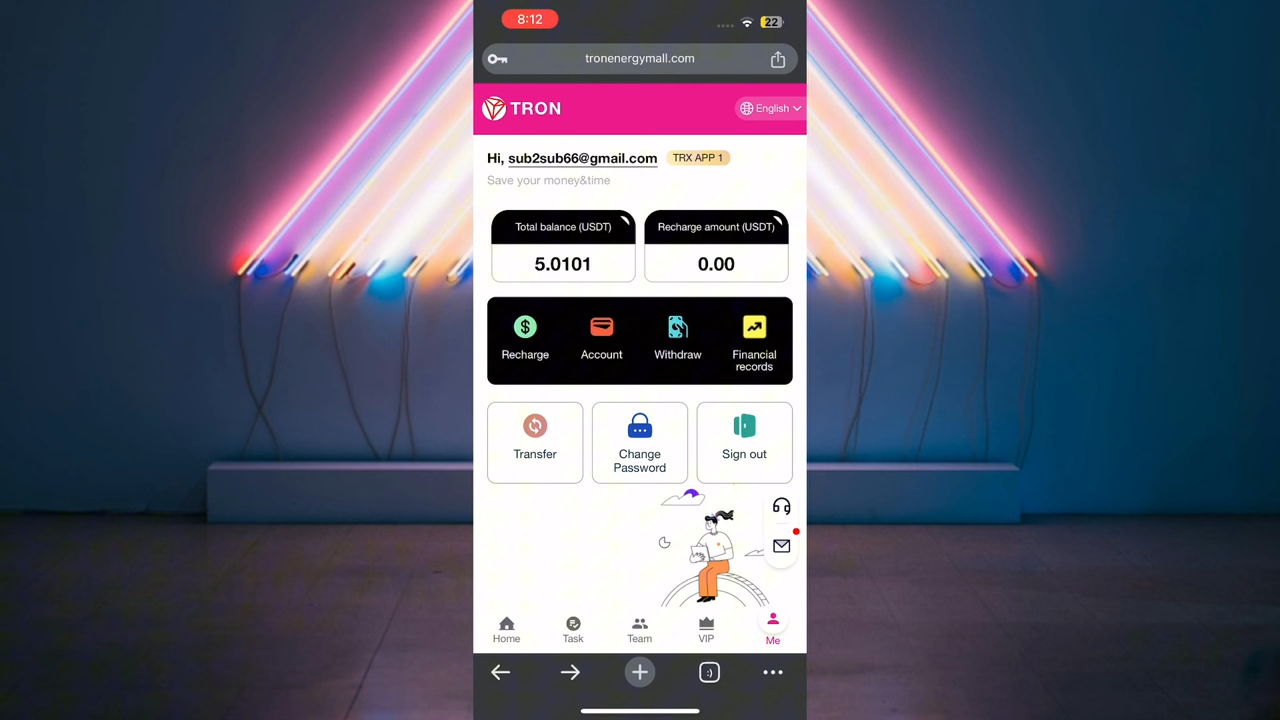 8:12
22
tronenergymall.com
TRON
English
Hi, sub2sub66@gmail.com TRX APP 1
Save your money&time
Total balance (USDT) Recharge amount (USDT)
5.0101 0.00
Recharge Account Withdraw Financial
records
Transfer Change Sign out
Password
Home Task Team VIP Me
:)